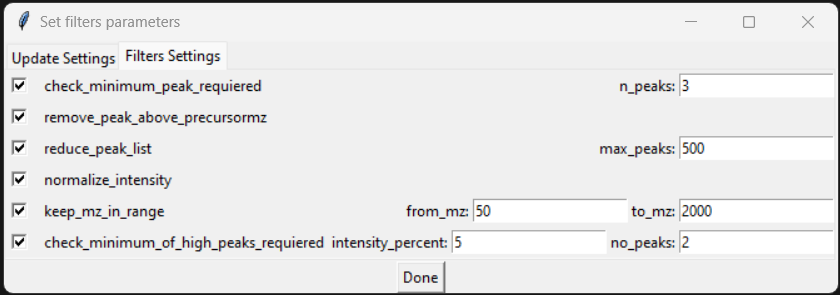 Set filters parameters
Update Settings Filters Settings
check_minimum_peak_requiered n_peaks: 3
remove_peak_above_precursormz
reduce_peak_list max_peaks: 500
normalize_intensity
keep_mz_in_range from_mz: 50 to_mz: 2000
check_minimum_of_high_peaks_requiered intensity_percent: 5 no_peaks: 2
Done